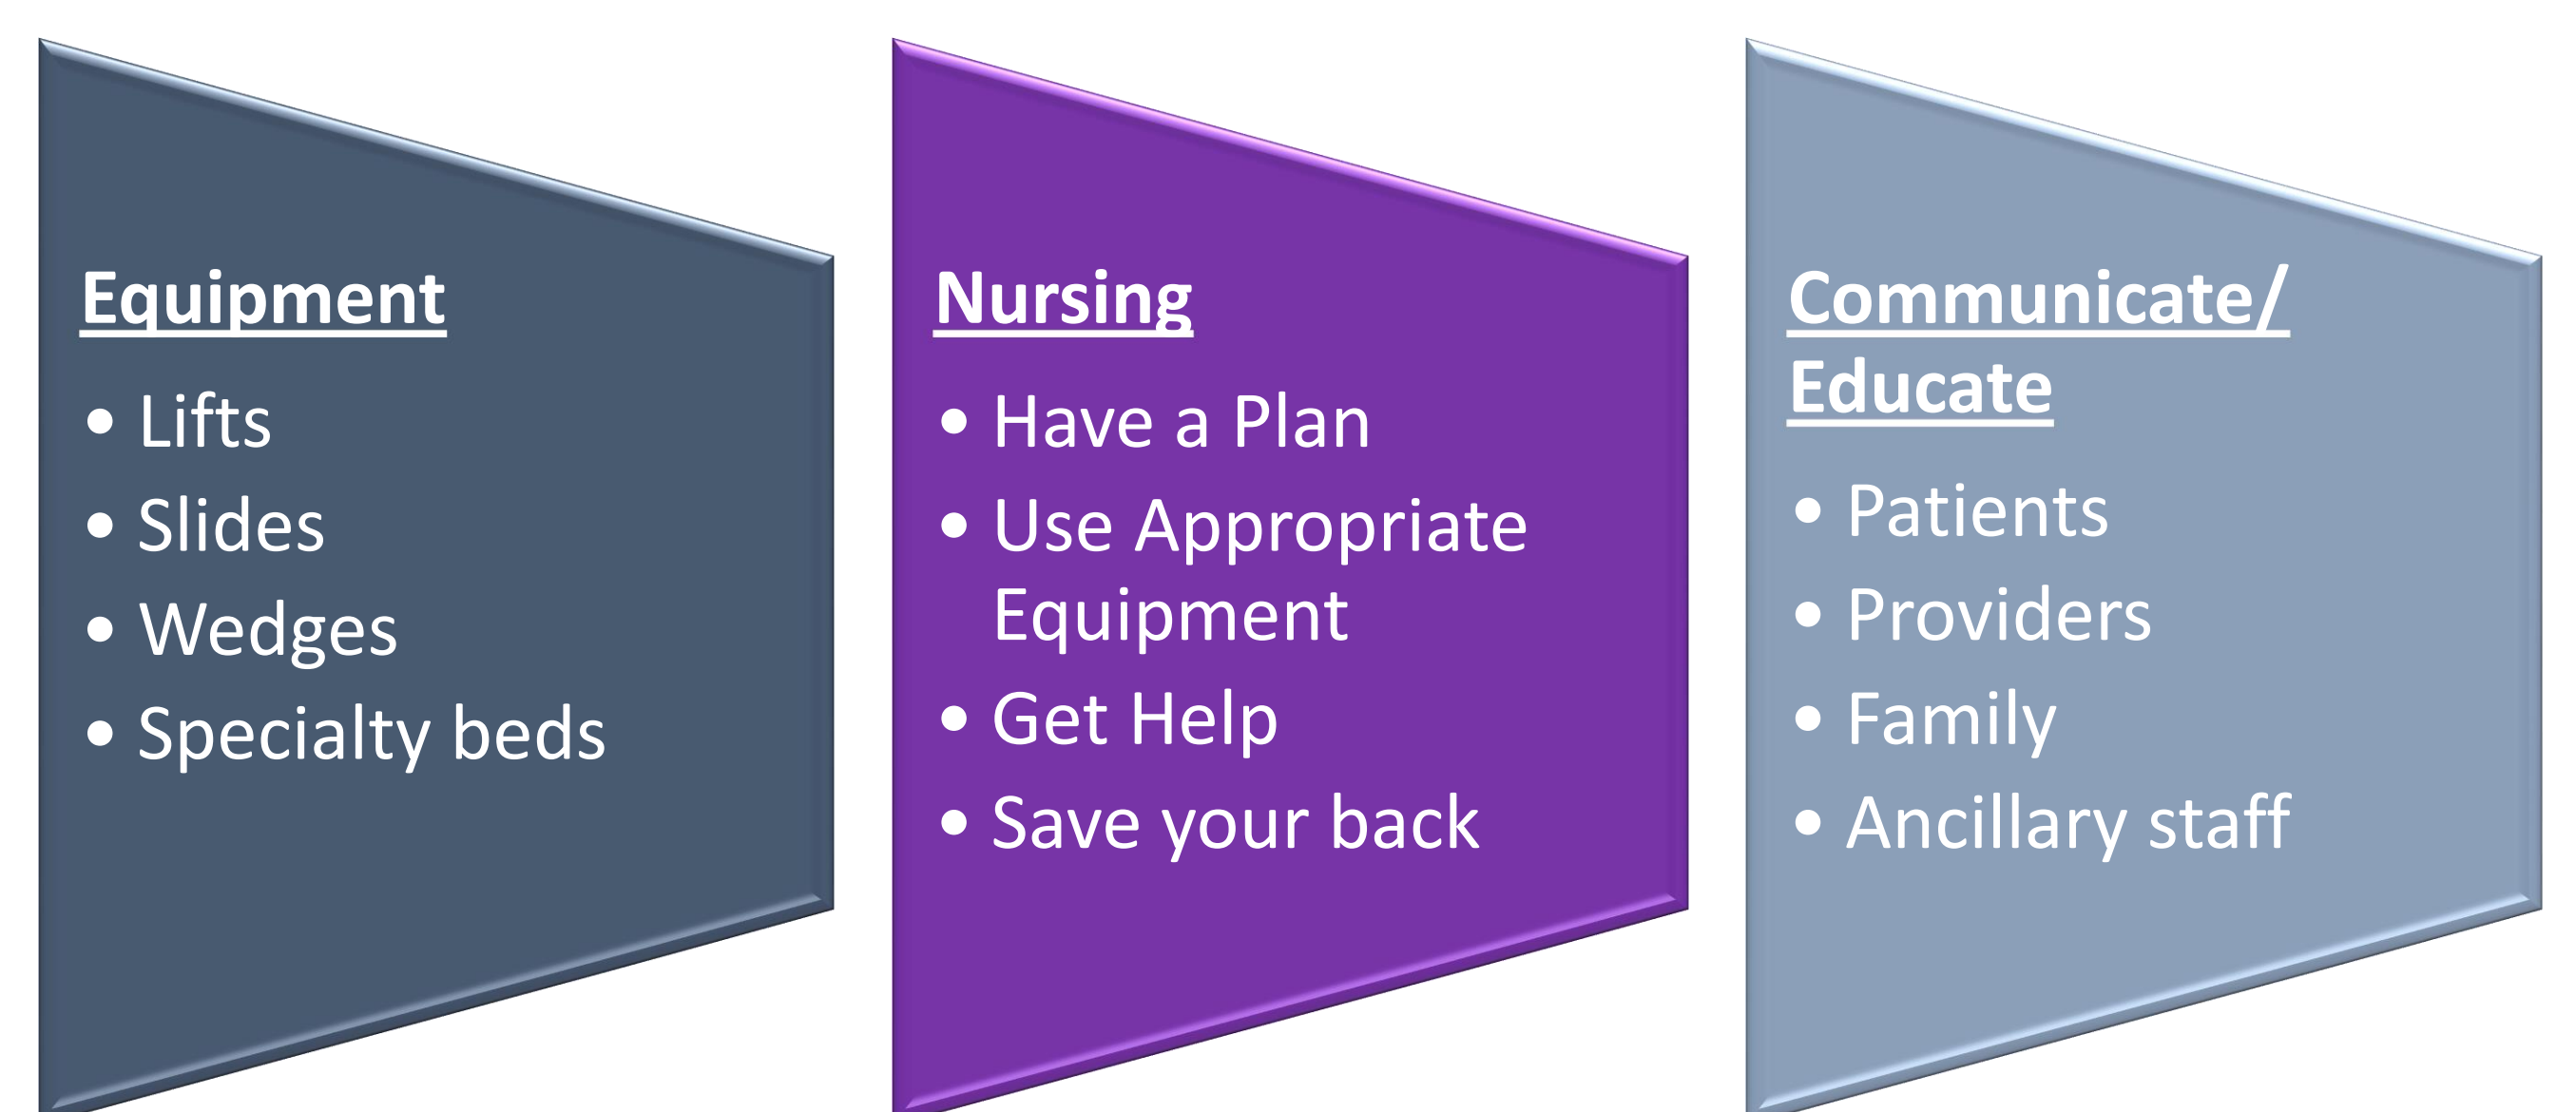 Equipment
• Lifts
• Slides
• Wedges
• Specialty beds
Nursing
• Have a Plan
• Use Appropriate
Equipment
• Get Help
• Save your back
Communicate/
Educate
• Patients
• Providers
• Family
• Ancillary staff